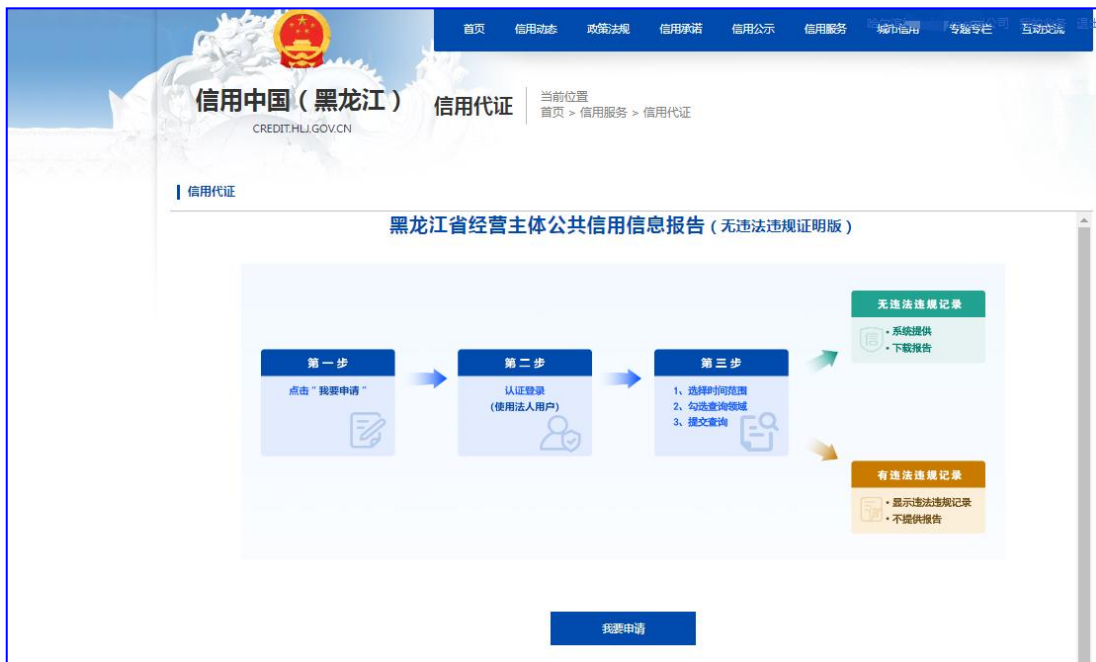 首页 信用动态 政策法规 信用承诺 信用公示 信用服务 城市信用 专题专栏 互动交流
信用中国（黑龙江）
CREDIT.HLJ.GOV.CN
信用代证
当前位置
首页 > 信用服务 > 信用代证
信用代证
黑龙江省经营主体公共信用信息报告（无违法违规证明版）
第一步
点击“我要申请”
第二步
认证登录
(使用法人用户)
第三步
1、选择时间范围
2、勾选查询领域
3、提交查询
无违法违规记录
信
·系统提供
·下载报告
有违法违规记录
·显示违法违规记录
·不提供报告
我要申请